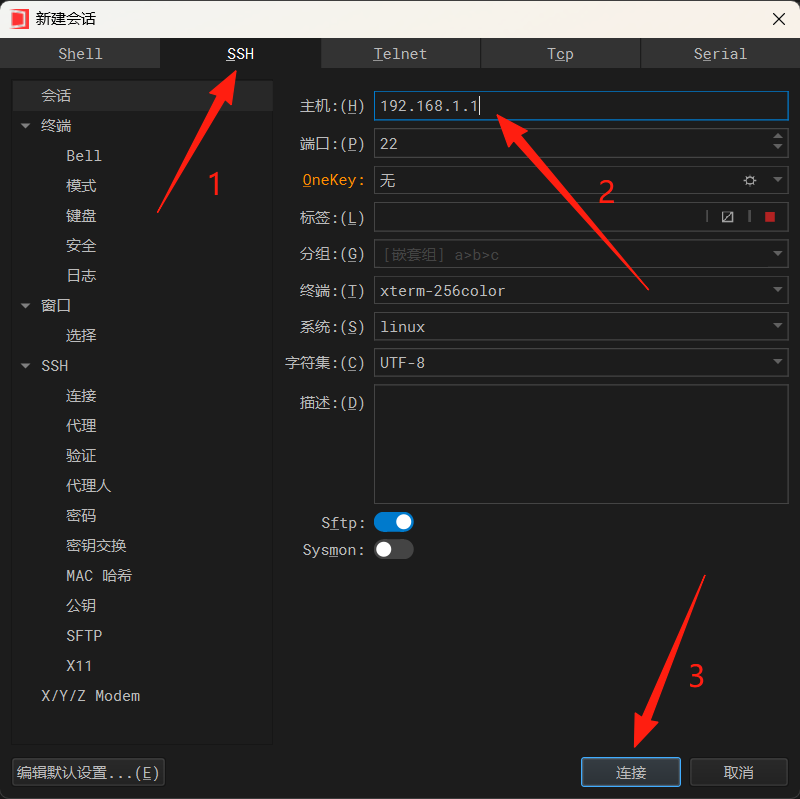 新建会话
Shell SSH Telnet Tcp Serial
会话
终端
Bell
模式
键盘
安全
日志
窗口
选择
SSH
连接
代理
验证
代理人
密码
密钥交换
MAC 哈希
公钥
SFTP
X11
X/Y/Z Modem
主机:(H) 192.168.1.1
端口:(P) 22
OneKey: 无
标签:(L)
分组:(G) [嵌套组] a>b>c
终端:(T) xterm-256color
系统:(S) linux
字符集:(C) UTF-8
描述:(D)
Sftp:
Sysmon:
1
2
3
编辑默认设置...(E)
连接
取消